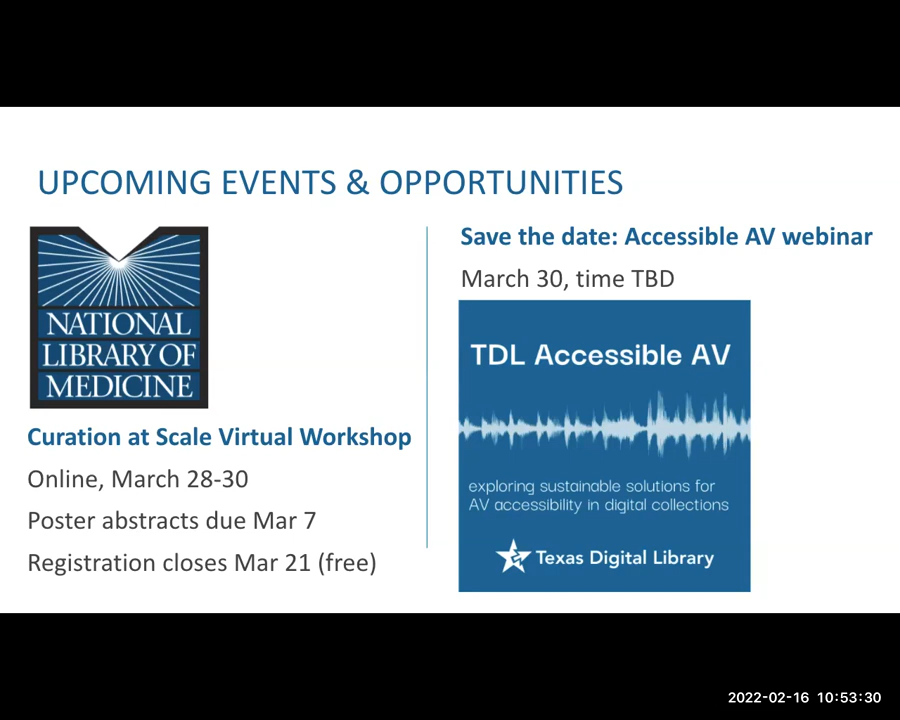 UPCOMING EVENTS & OPPORTUNITIES
NATIONAL
LIBRARY OF
MEDICINE
Curation at Scale Virtual Workshop
Online, March 28-30
Poster abstracts due Mar 7
Registration closes Mar 21 (free)
Save the date: Accessible AV webinar
March 30, time TBD
TDL Accessible AV
exploring sustainable solutions for
AV accessibility in digital collections
Texas Digital Library
2022-02-16 10:53:30